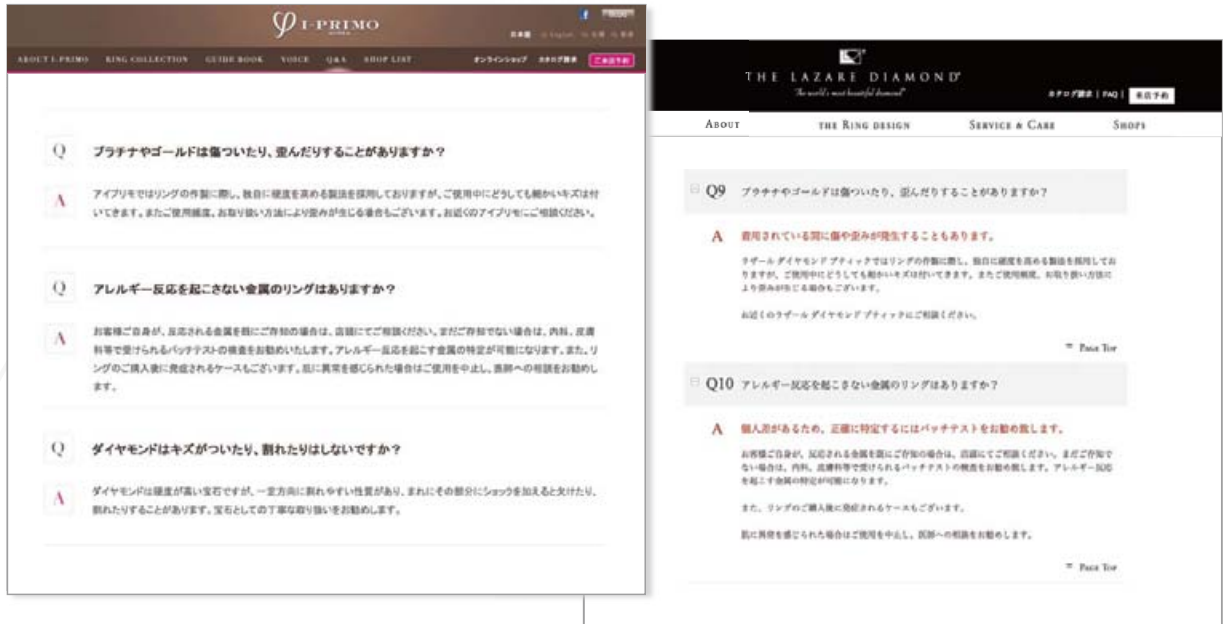 I-PRIMO
日本語
ABOUT I-PRIMO RING COLLECTION GUIDE BOOK VOICE Q&A SHOP LIST オンラインショップ カタログ請求 ご来店予約
Q プラチナやゴールドは傷ついたり、歪んだりすることがありますか？
A アイプリモではリングの作製に際し、独自に硬度を高める製法を採用しておりますが、ご使用中にどうしても細かいキズは付
いてきます。またご使用頻度、お取り扱い方法により歪みが生じる場合もございます。お近くのアイプリモにご相談ください。
Q アレルギー反応を起こさない金属のリングはありますか？
A お客様ご自身が、反応される金属を既にご存知の場合は、店頭にてご相談ください。まだご存知でない場合は、内科、皮膚
科等で受けられるパッチテストの検査をお勧めいたします。アレルギー反応を起こす金属の特定が可能になります。また、リ
ングのご購入後に発症されるケースもございます。肌に異常を感じられた場合はご使用を中止し、医師への相談をお勧めし
ます。
Q ダイヤモンドはキズがついたり、割れたりはしないですか？
A ダイヤモンドは硬度が高い宝石ですが、一定方向に割れやすい性質があり、まれにその部分にショックを加えると欠けたり、
割れたりすることがあります。宝石としての丁寧な取り扱いをお勧めします。
THE LAZARE DIAMOND
The world's most beautiful diamond
カタログ請求 | FAQ | 来店予約
ABOUT THE RING DESIGN SERVICE & CARE SHOPS
Q9 プラチナやゴールドは傷ついたり、歪んだりすることがありますか？
A 着用されている間に傷や歪みが発生することもあります。
ラザール ダイヤモンド ブティックではリングの作製に際し、独自に硬度を高める製法を採用してお
りますが、ご使用中にどうしても細かいキズは付いてきます。またご使用頻度、お取り扱い方法に
より歪みが生じる場合もございます。
お近くのラザール ダイヤモンド ブティックにご相談ください。
PAGE TOP
Q10 アレルギー反応を起こさない金属のリングはありますか？
A 個人差があるため、正確に特定するにはパッチテストをお勧め致します。
お客様ご自身が、反応される金属を既にご存知の場合は、店頭にてご相談ください。まだご存知で
ない場合は、内科、皮膚科等で受けられるパッチテストの検査をお勧め致します。アレルギー反応
を起こす金属の特定が可能になります。
また、リングのご購入後に発症されるケースもございます。
肌に異常を感じられた場合はご使用を中止し、医師への相談をお勧めします。
PAGE TOP